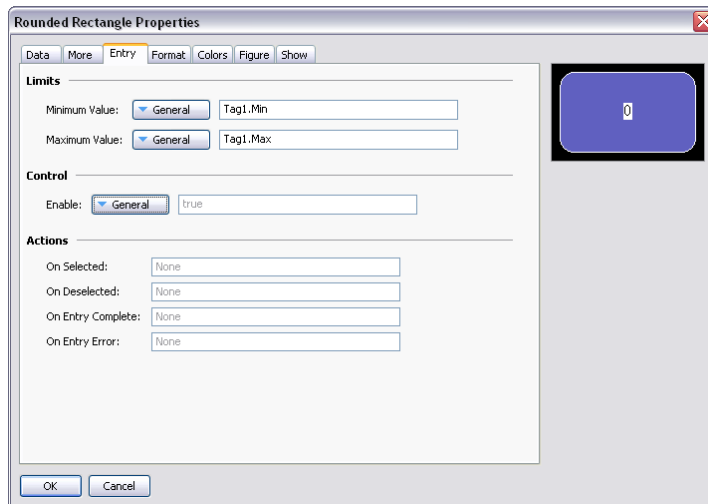 Rounded Rectangle Properties
Data More Entry Format Colors Figure Show
Limits
Minimum Value: General Tag1.Min
Maximum Value: General Tag1.Max
0
Control
Enable: General true
Actions
On Selected: None
On Deselected: None
On Entry Complete: None
On Entry Error: None
OK Cancel